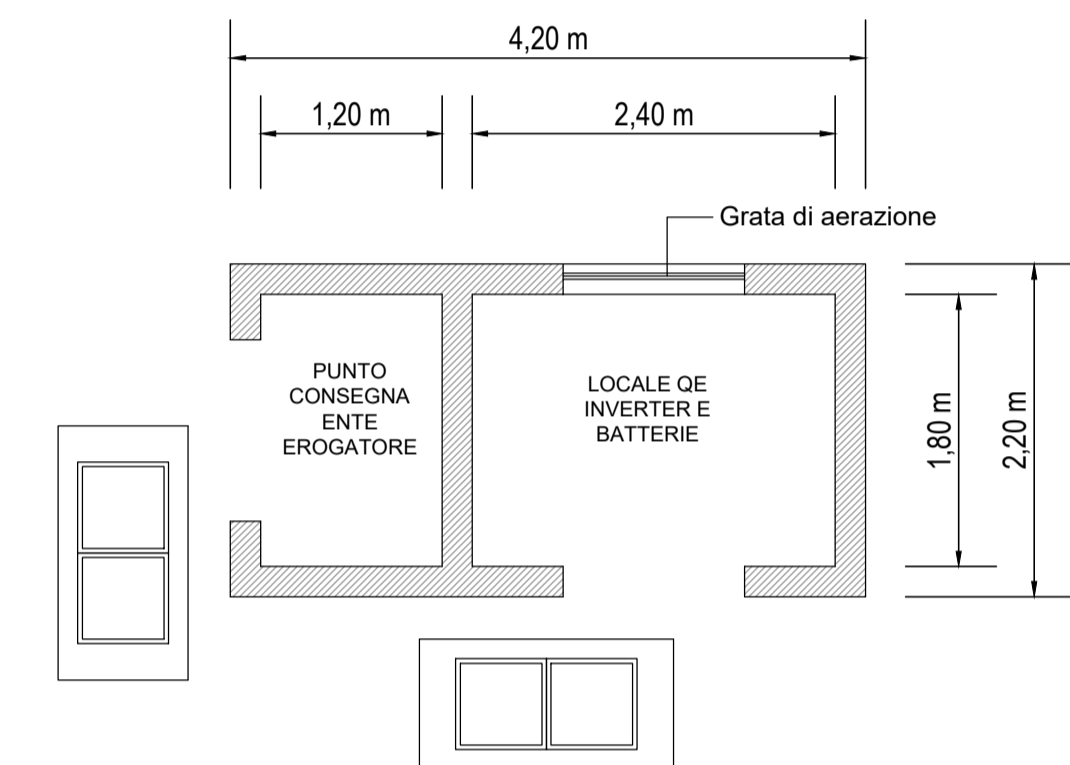 4,20 m
1,20 m
2,40 m
Grata di aerazione
PUNTO
CONSEGNA
ENTE
EROGATORE
LOCALE QE
INVERTER E
BATTERIE
1,80 m
2,20 m